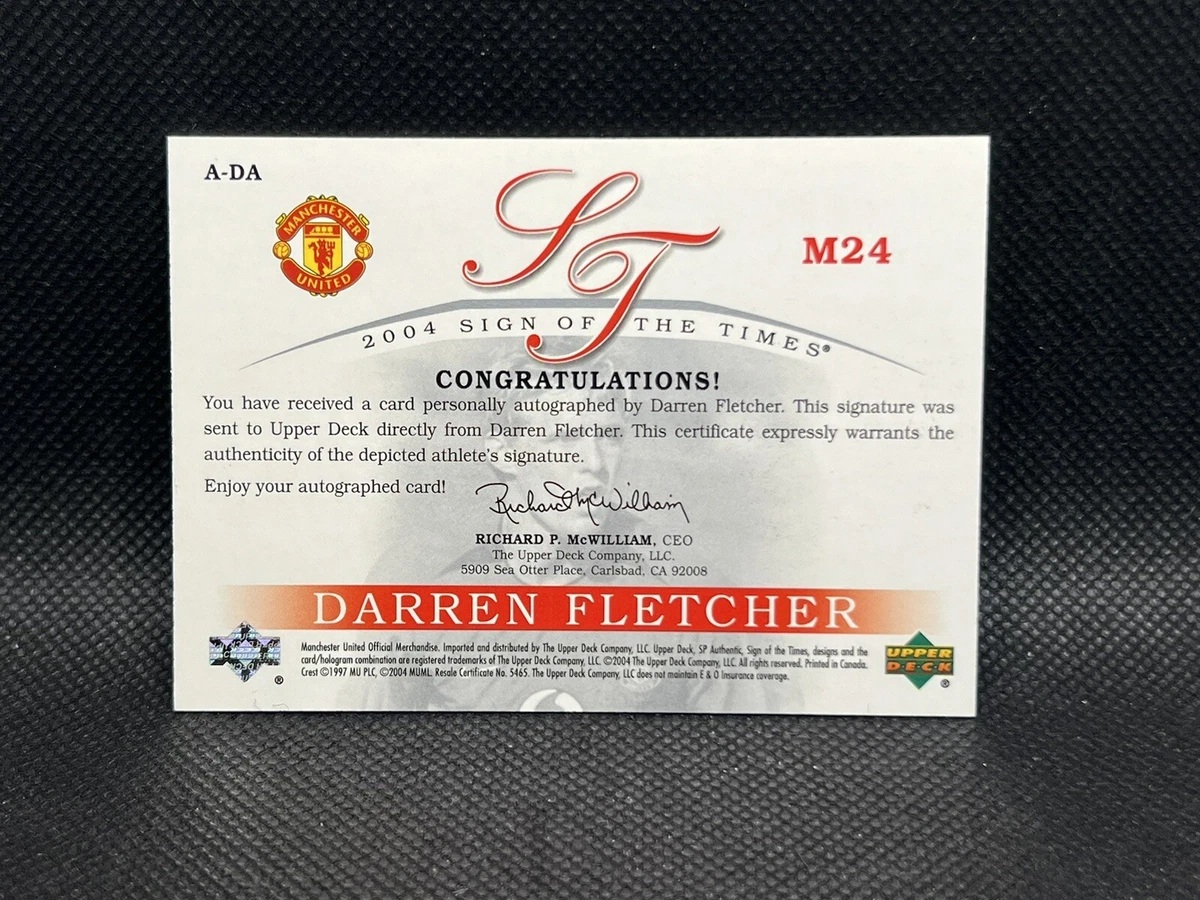 A-DA
MANCHESTER
UNITED
ST
M24
2004 SIGN OF THE TIMES®
CONGRATULATIONS!
You have received a card personally autographed by Darren Fletcher. This signature was
sent to Upper Deck directly from Darren Fletcher. This certificate expressly warrants the
authenticity of the depicted athlete's signature.
Enjoy your autographed card!
Richard P. McWilliam
RICHARD P. McWILLIAM, CEO
The Upper Deck Company, LLC.
5909 Sea Otter Place, Carlsbad, CA 92008
DARREN FLETCHER
Manchester United Official Merchandise. Imported and distributed by The Upper Deck Company, LLC. Upper Deck, SP Authentic, Sign of the Times, designs and the
card/hologram combination are registered trademarks of The Upper Deck Company, LLC. ©2004 The Upper Deck Company, LLC. All rights reserved. Printed in Canada.
Crest ©1997 MU PLC, ©2004 MUML. Resale Certificate No. 5465. The Upper Deck Company, LLC does not maintain E & O Insurance coverage.
®
UPPER
DECK
®